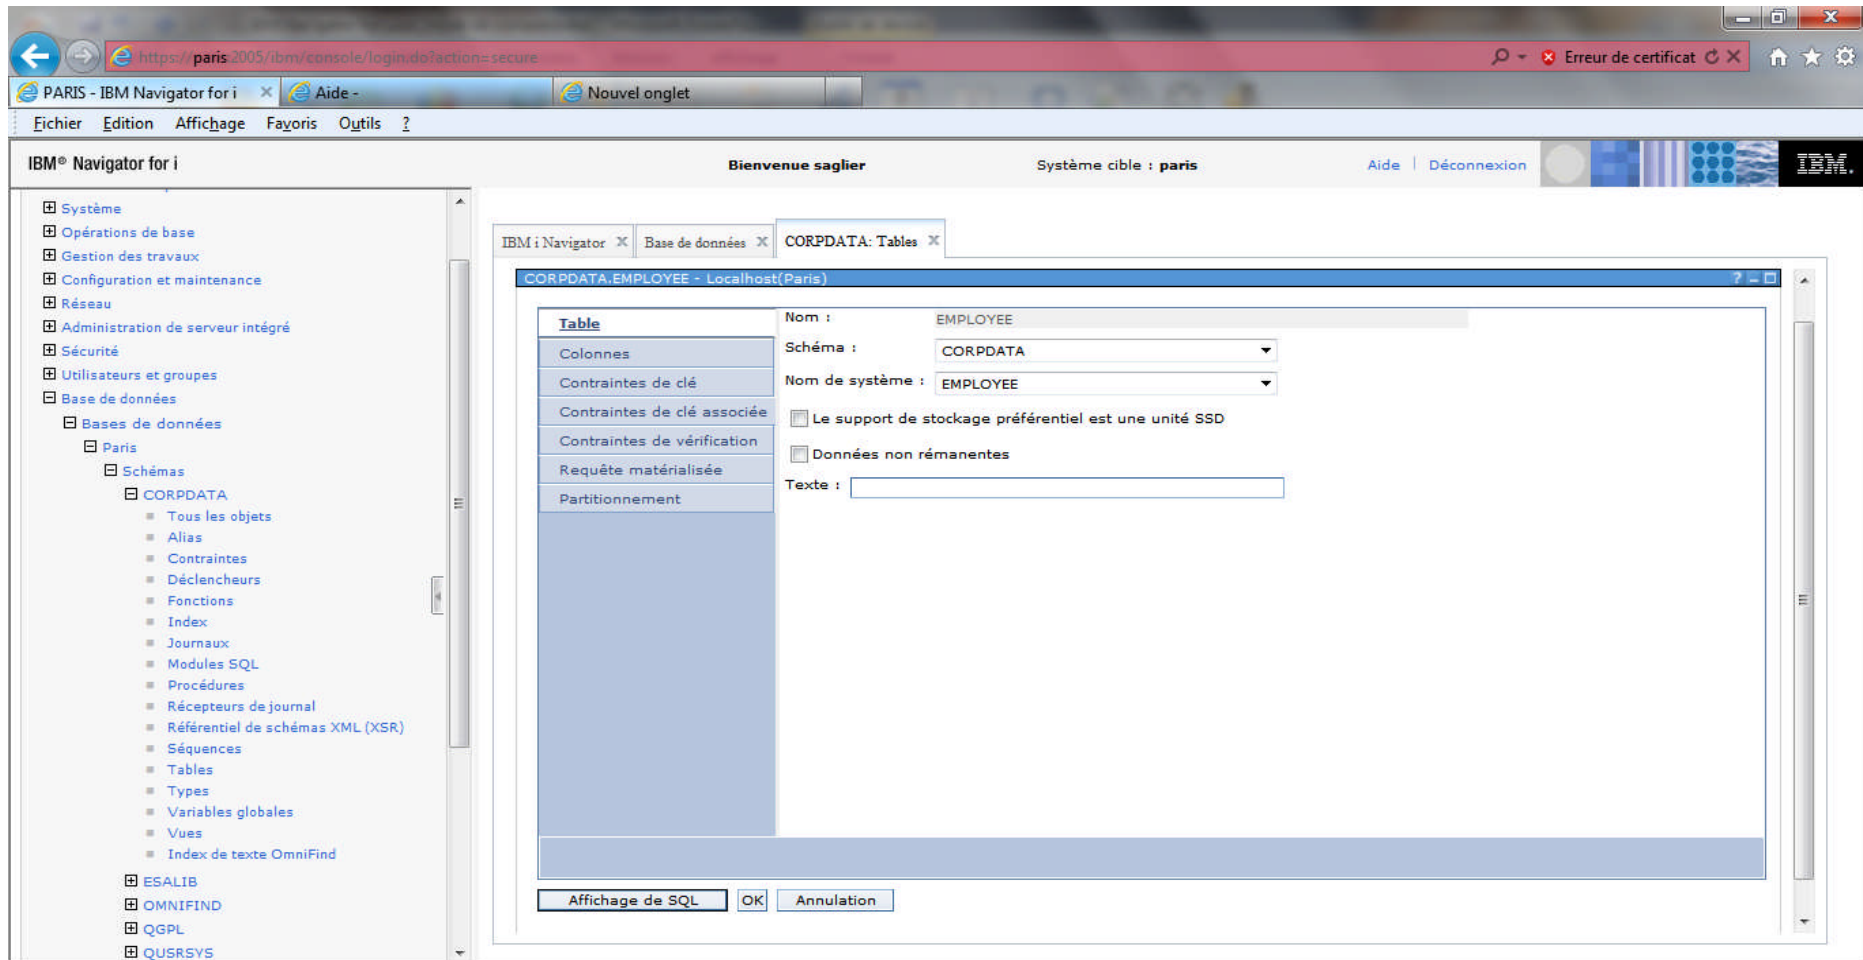 https://paris:2005/ibm/console/login.do?action=secure
Erreur de certificat
PARIS - IBM Navigator for i
Aide -
Nouvel onglet
Fichier Edition Affichage Favoris Outils ?
IBM® Navigator for i
Bienvenue saglier
Système cible : paris
Aide
Déconnexion
IBM.
Système
Opérations de base
Gestion des travaux
Configuration et maintenance
Réseau
Administration de serveur intégré
Sécurité
Utilisateurs et groupes
Base de données
Bases de données
Paris
Schémas
CORPDATA
Tous les objets
Alias
Contraintes
Déclencheurs
Fonctions
Index
Journaux
Modules SQL
Procédures
Récepteurs de journal
Référentiel de schémas XML (XSR)
Séquences
Tables
Types
Variables globales
Vues
Index de texte OmniFind
ESALIB
OMNIFIND
QGPL
QUSRSYS
IBM i Navigator
Base de données
CORPDATA: Tables
CORPDATA.EMPLOYEE - Localhost(Paris)
Table
Colonnes
Contraintes de clé
Contraintes de clé associée
Contraintes de vérification
Requête matérialisée
Partitionnement
Nom : EMPLOYEE
Schéma : CORPDATA
Nom de système : EMPLOYEE
Le support de stockage préférentiel est une unité SSD
Données non rémanentes
Texte :
Affichage de SQL
OK
Annulation